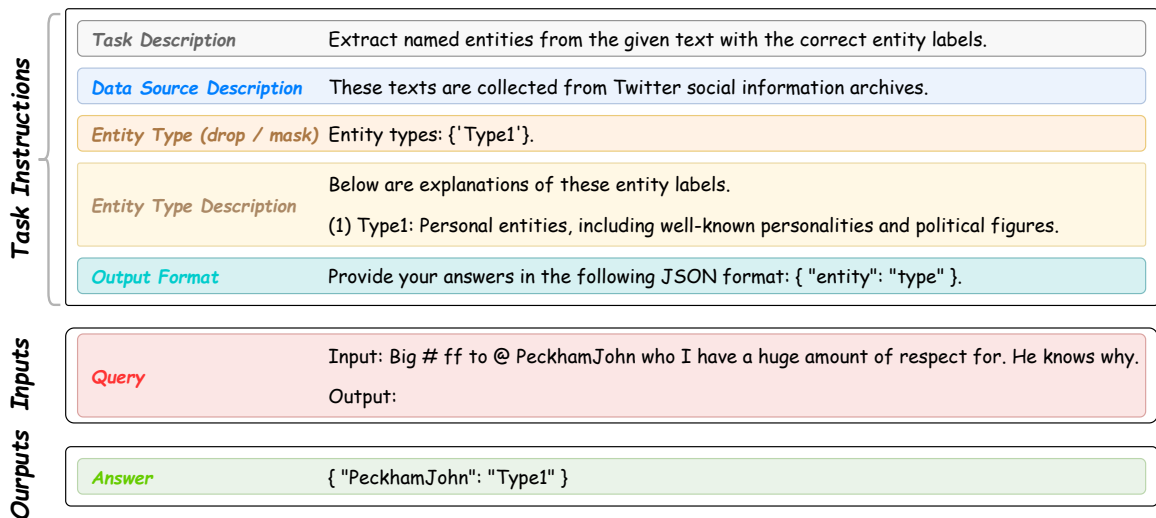 Task Instructions
Task Description Extract named entities from the given text with the correct entity labels.
Data Source Description These texts are collected from Twitter social information archives.
Entity Type (drop / mask) Entity types: {'Type1'}.
Entity Type Description
Below are explanations of these entity labels.
(1) Type1: Personal entities, including well-known personalities and political figures.
Output Format Provide your answers in the following JSON format: { "entity": "type" }.
Inputs
Query
Input: Big # ff to @ PeckhamJohn who I have a huge amount of respect for. He knows why.
Output:
Ourputs
Answer { "PeckhamJohn": "Type1" }